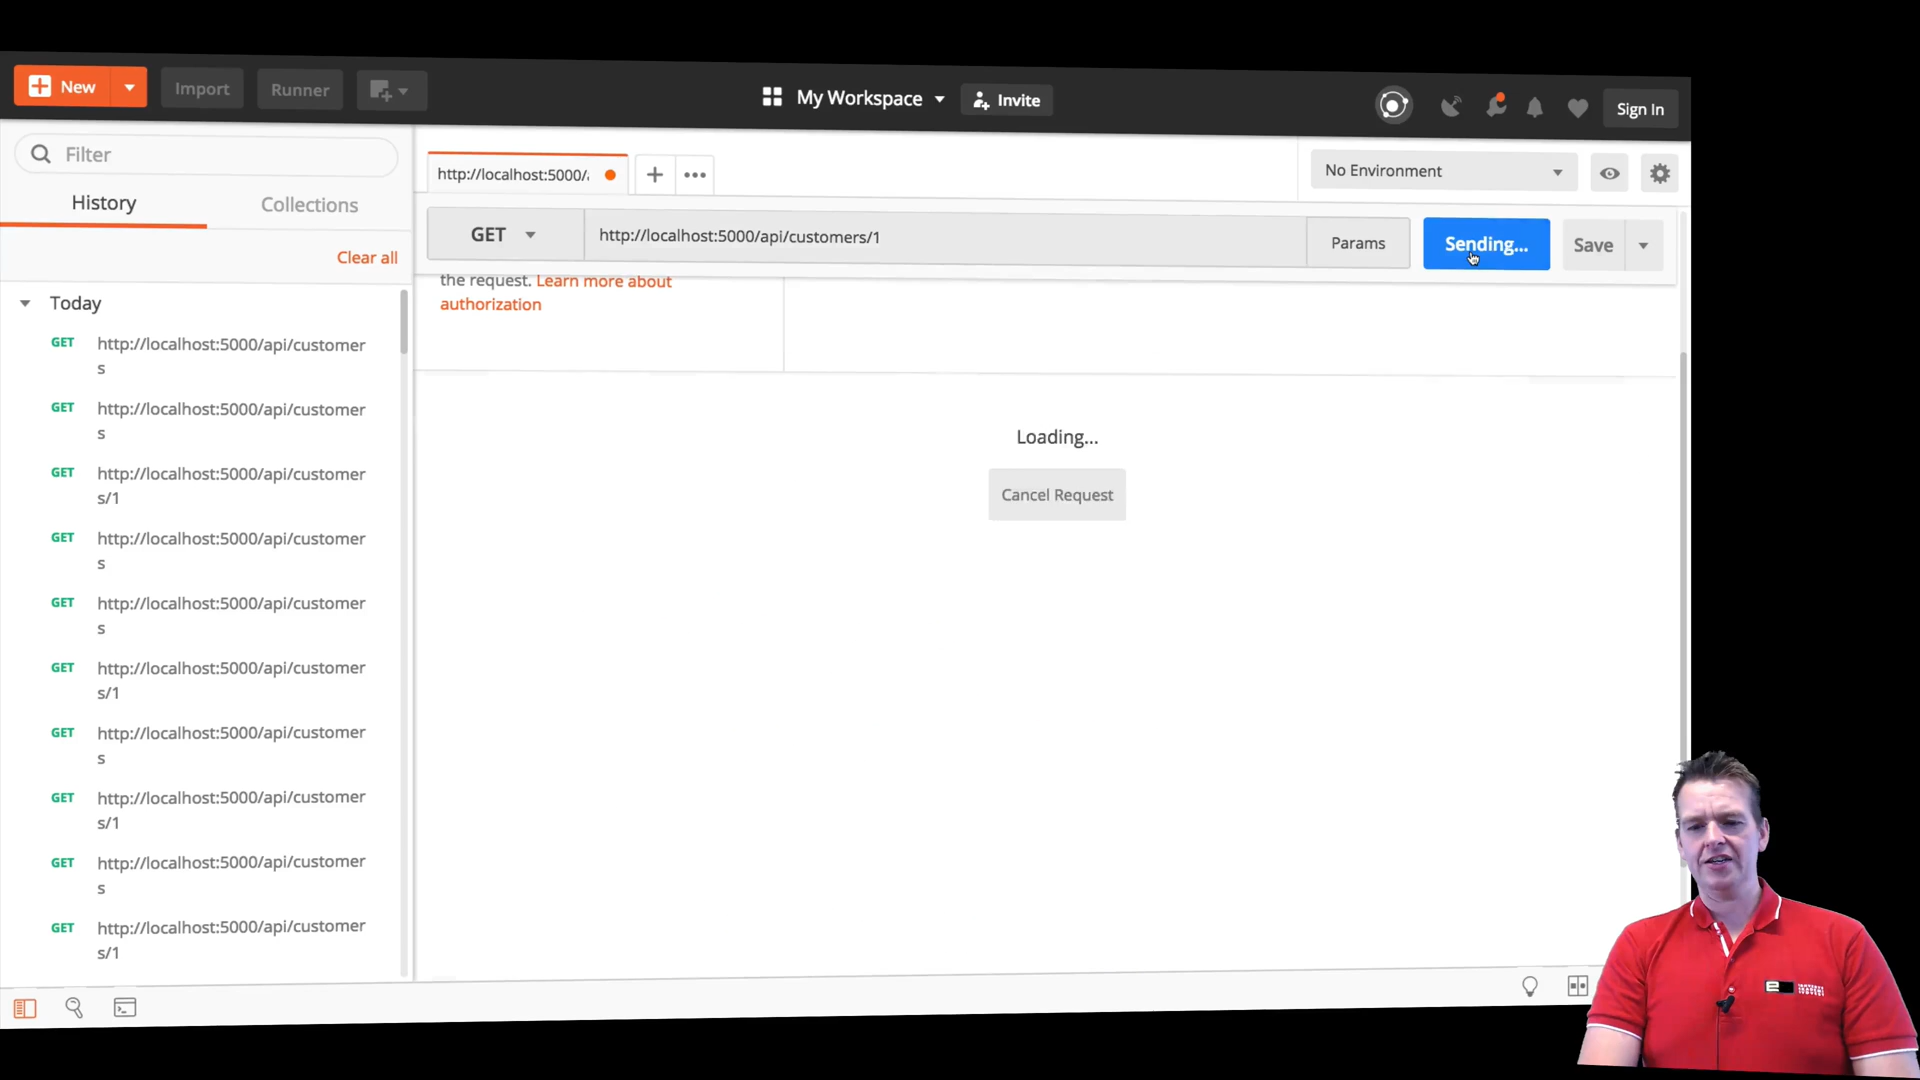 New
Import
Runner
My Workspace
Invite
Sign In
Filter
History
Collections
Clear all
Today
GET http://localhost:5000/api/customer
s
GET http://localhost:5000/api/customer
s
GET http://localhost:5000/api/customer
s/1
GET http://localhost:5000/api/customer
s
GET http://localhost:5000/api/customer
s
GET http://localhost:5000/api/customer
s/1
GET http://localhost:5000/api/customer
s
GET http://localhost:5000/api/customer
s/1
GET http://localhost:5000/api/customer
s
GET http://localhost:5000/api/customer
s/1
http://localhost:5000/
No Environment
GET
http://localhost:5000/api/customers/1
Params
Sending...
Save
the request. Learn more about
authorization
Loading...
Cancel Request